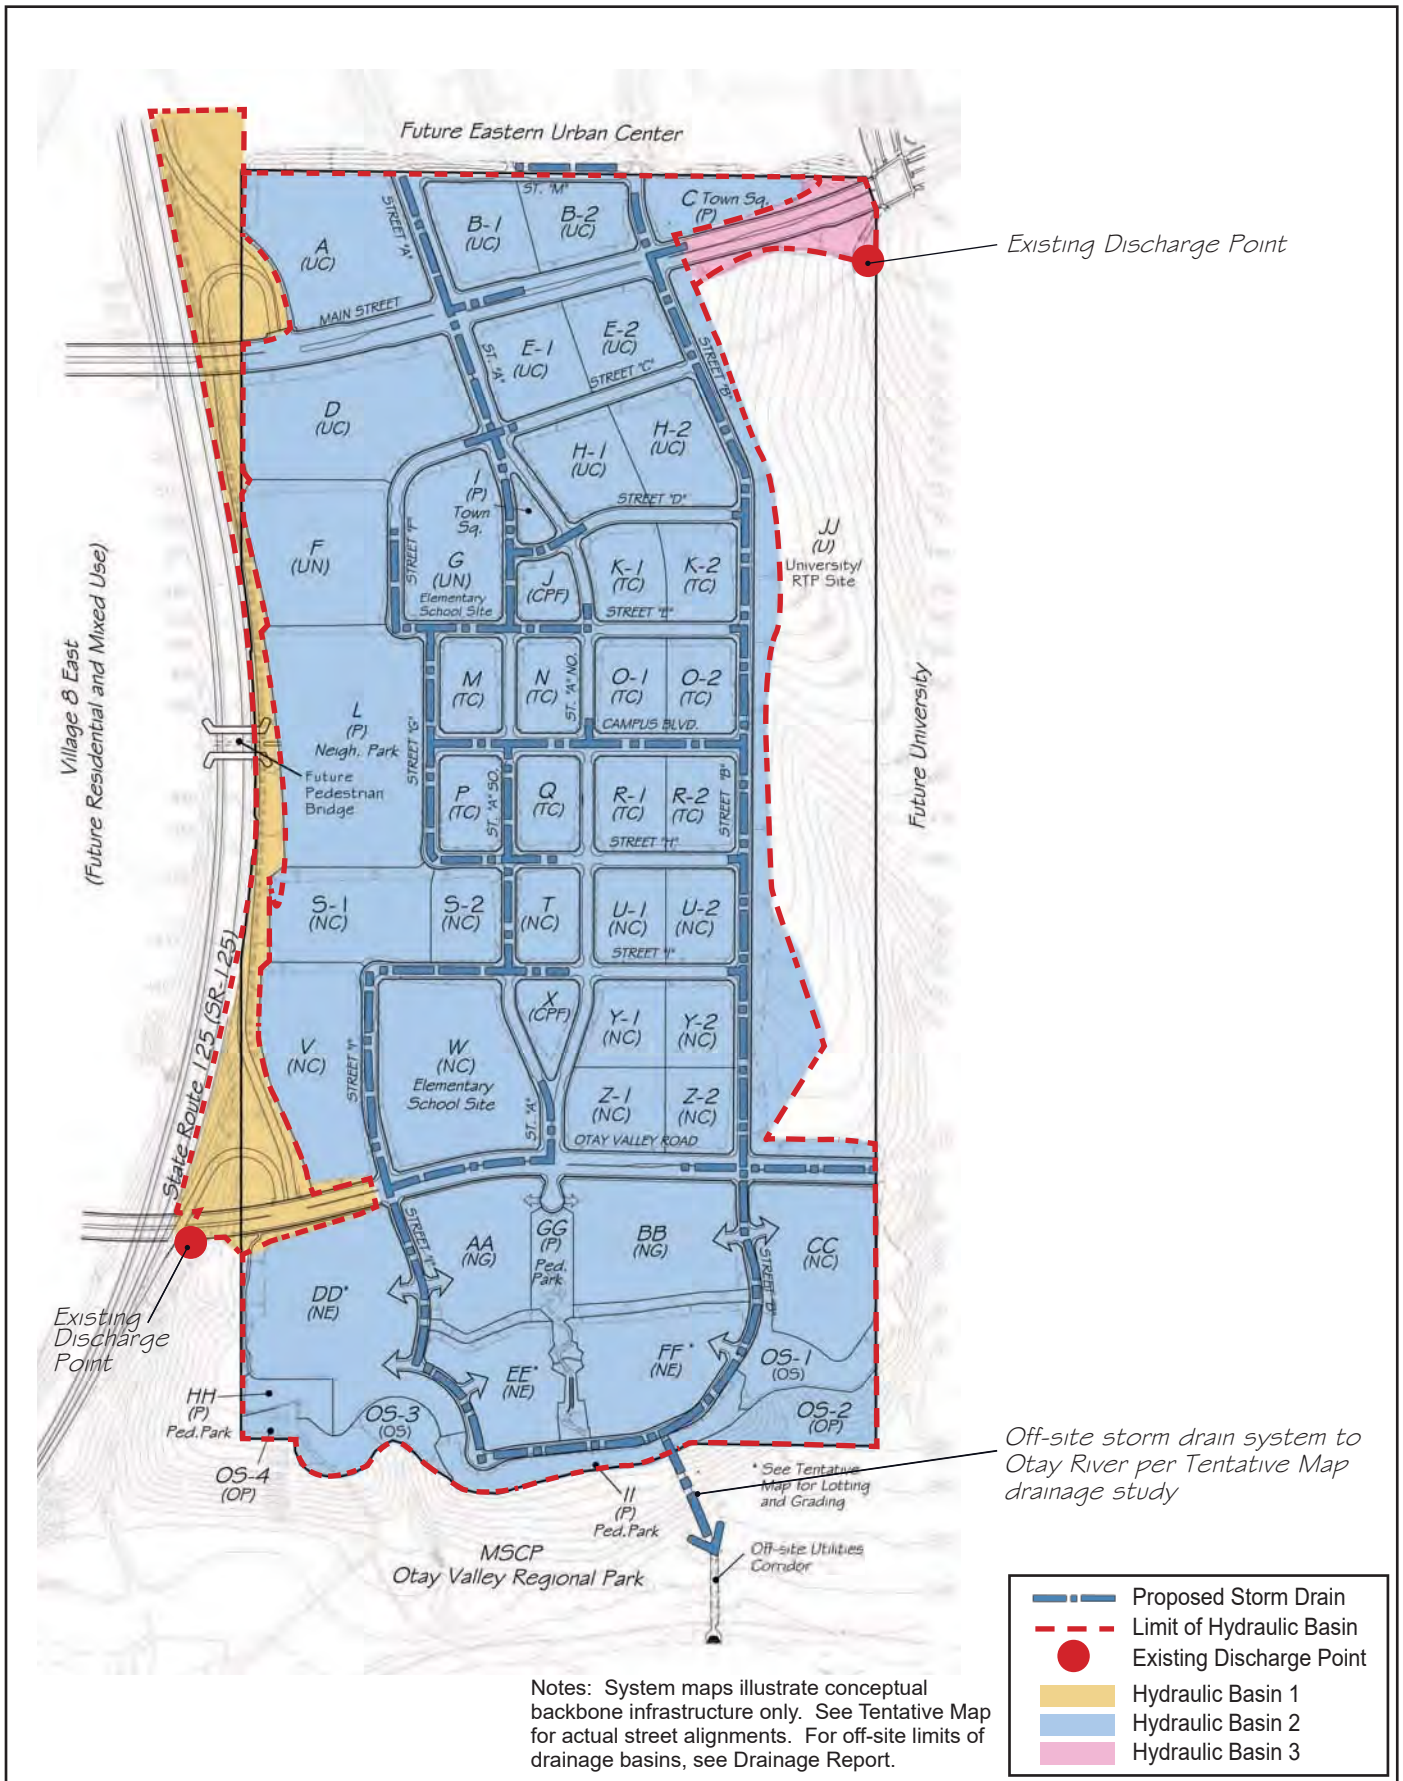 Future Eastern Urban Center
ST. "M"
C Town Sq.
(P)
STREET "A"
B-1
(UC)
B-2
(UC)
A
(UC)
Existing Discharge Point
MAIN STREET
E-1
(UC)
E-2
(UC)
ST. "A"
STREET "C"
STREET "B"
D
(UC)
H-1
(UC)
H-2
(UC)
I
(P)
Town
Sq.
STREET "D"
F
(UN)
STREET "F"
G
(UN)
Elementary
School Site
J
(CPF)
K-1
(TC)
K-2
(TC)
STREET "E"
JJ
(U)
University/
RTP Site
Village 8 East
(Future Residential and Mixed Use)
Future University
M
(TC)
N
(TC)
ST. "A" NO.
O-1
(TC)
O-2
(TC)
CAMPUS BLVD.
L
(P)
Neigh. Park
STREET "G"
Future
Pedestrian
Bridge
P
(TC)
ST. "A" SO.
Q
(TC)
R-1
(TC)
R-2
(TC)
STREET "B"
STREET "H"
S-1
(NC)
S-2
(NC)
T
(NC)
U-1
(NC)
U-2
(NC)
STREET "I"
State Route 125 (SR-125)
V
(NC)
STREET "I"
W
(NC)
Elementary
School Site
X
(CPF)
Y-1
(NC)
Y-2
(NC)
Z-1
(NC)
Z-2
(NC)
ST. "A"
OTAY VALLEY ROAD
AA
(NG)
GG
(P)
Ped.
Park
BB
(NG)
CC
(NC)
STREET "B"
DD*
(NE)
EE*
(NE)
FF *
(NE)
OS-1
(OS)
OS-2
(OP)
OS-3
(OS)
Existing
Discharge
Point
HH
(P)
Ped.Park
OS-4
(OP)
II
(P)
Ped.Park
* See Tentative
Map for Lotting
and Grading
Off-site storm drain system to
Otay River per Tentative Map
drainage study
MSCP
Otay Valley Regional Park
Off-site Utilities
Corridor
Proposed Storm Drain
Limit of Hydraulic Basin
Existing Discharge Point
Hydraulic Basin 1
Hydraulic Basin 2
Hydraulic Basin 3
Notes: System maps illustrate conceptual
backbone infrastructure only. See Tentative Map
for actual street alignments. For off-site limits of
drainage basins, see Drainage Report.